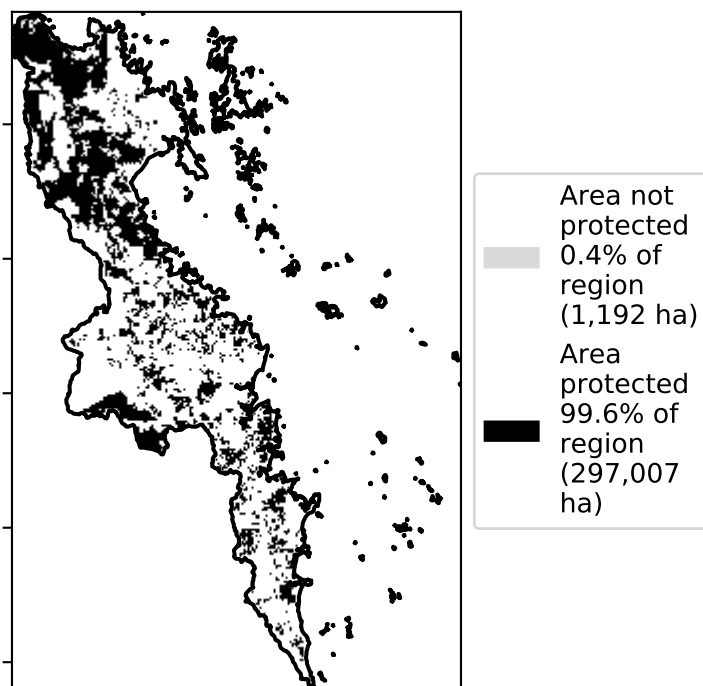 Area not
protected
0.4% of
region
(1,192 ha)
Area
protected
99.6% of
region
(297,007
ha)